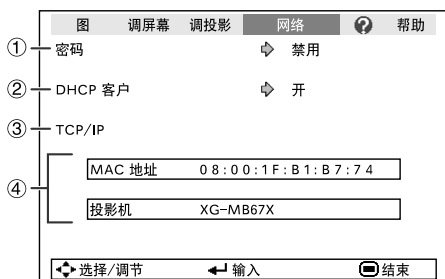 图 调屏幕 调投影 网络 ? 帮助
① 密码 禁用
② DHCP 客户 开
③ TCP/IP
④
MAC 地址 08:00:1F:B1:B7:74
投影机 XG-MB67X
选择/调节 输入 结束